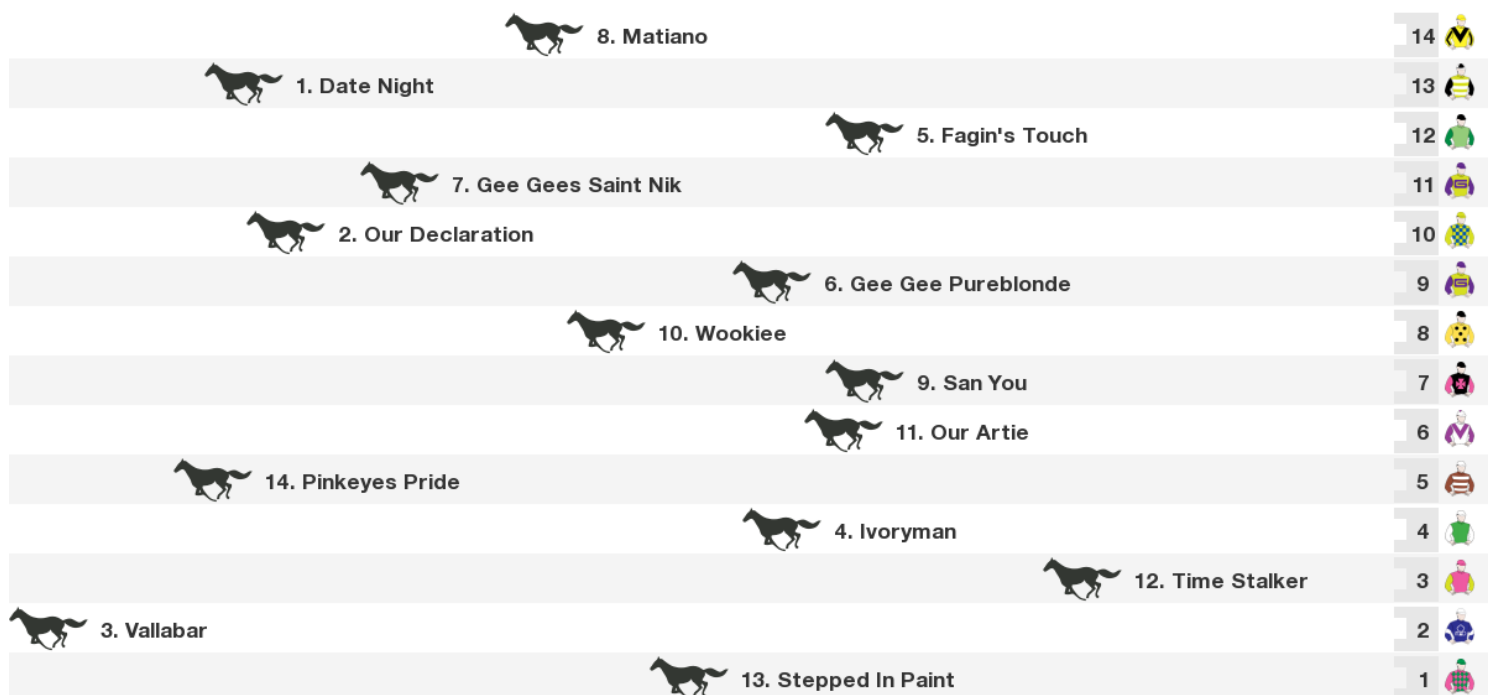 8. Matiano 14
1. Date Night 13
5. Fagin's Touch 12
7. Gee Gees Saint Nik 11
2. Our Declaration 10
6. Gee Gee Pureblonde 9
10. Wookiee 8
9. San You 7
11. Our Artie 6
14. Pinkeyes Pride 5
4. Ivoryman 4
12. Time Stalker 3
3. Vallabar 2
13. Stepped In Paint 1